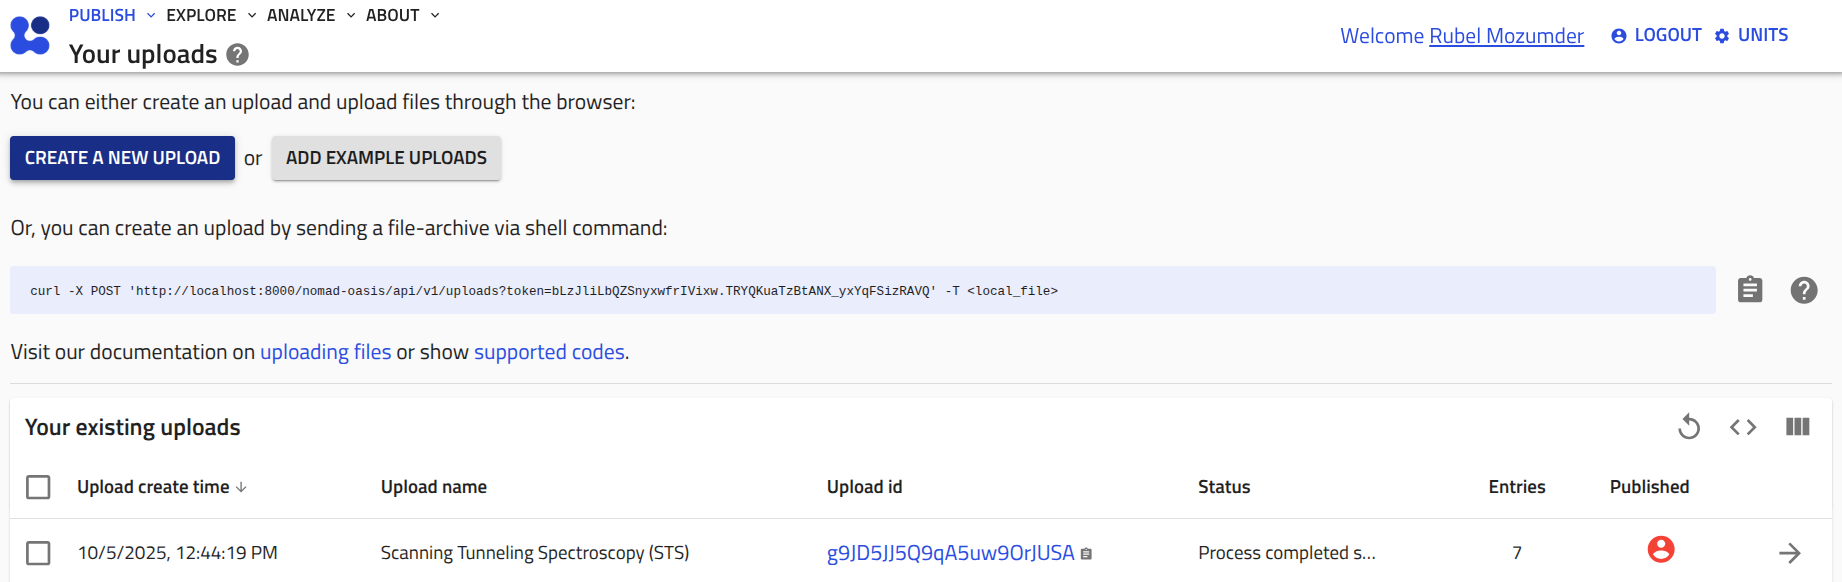 PUBLISH EXPLORE ANALYZE ABOUT
Your uploads
Welcome Rubel Mozumder LOGOUT UNITS
You can either create an upload and upload files through the browser:
CREATE A NEW UPLOAD or ADD EXAMPLE UPLOADS
Or, you can create an upload by sending a file-archive via shell command:
curl -X POST 'http://localhost:8000/nomad-oasis/api/v1/uploads?token=bLzJliLbQZSnyxwfrIVixw.TRYQKuaTzBtANX_yxYqFSizRAVQ' -T <local_file>
Visit our documentation on uploading files or show supported codes.
Your existing uploads
Upload create time Upload name Upload id Status Entries Published
10/5/2025, 12:44:19 PM Scanning Tunneling Spectroscopy (STS) g9JD5JJ5Q9qA5uw9OrJUSA Process completed s... 7